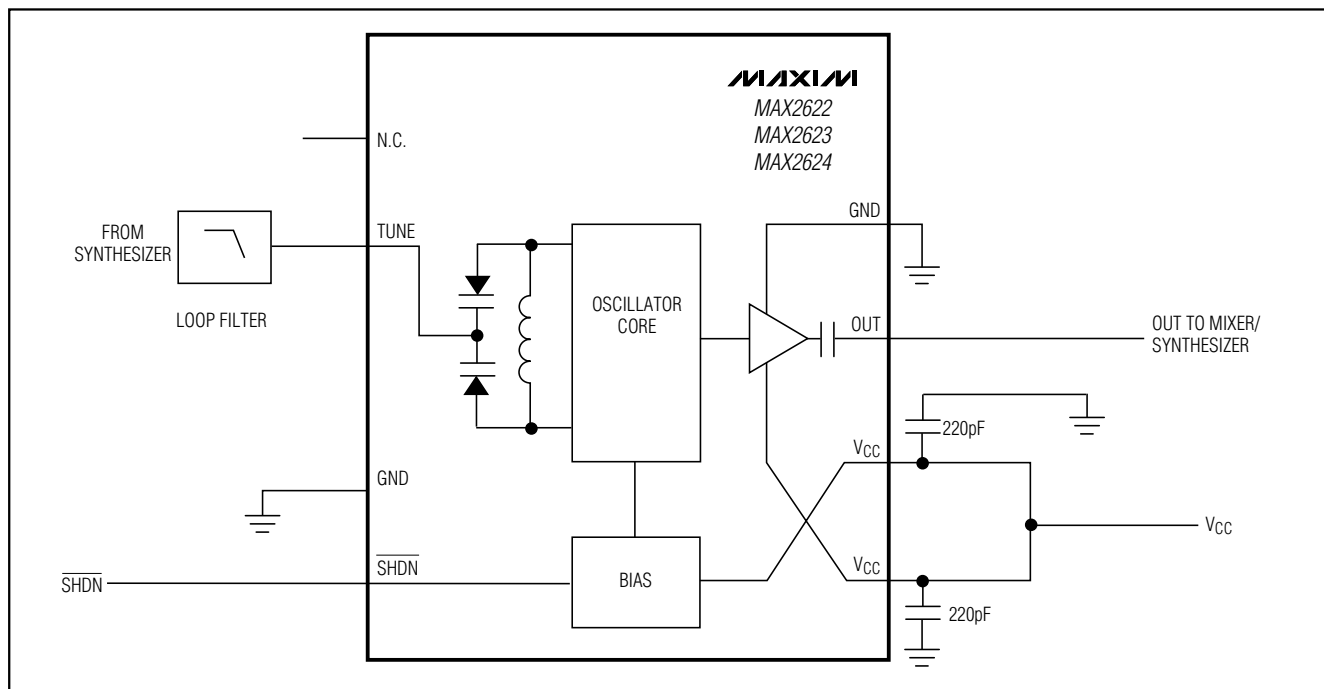 MAXIM
MAX2622
MAX2623
MAX2624
N.C.
GND
FROM
SYNTHESIZER
TUNE
LOOP FILTER
OSCILLATOR
CORE
OUT
OUT TO MIXER/
SYNTHESIZER
220pF
VCC
GND
VCC
SHDN
SHDN
BIAS
VCC
220pF